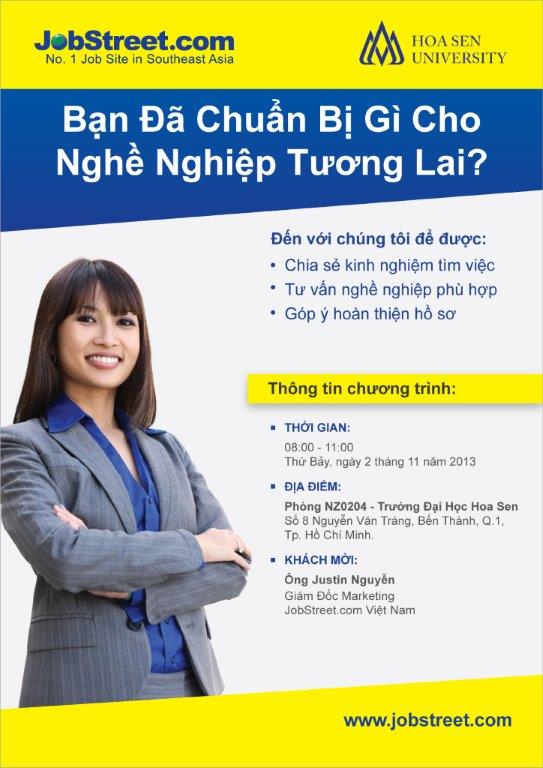 JobStreet.com
No. 1 Job Site in Southeast Asia
HOA SEN
UNIVERSITY
Bạn Đã Chuẩn Bị Gì Cho
Nghề Nghiệp Tương Lai?
Đến với chúng tôi để được:
• Chia sẻ kinh nghiệm tìm việc
• Tư vấn nghề nghiệp phù hợp
• Góp ý hoàn thiện hồ sơ
Thông tin chương trình:
THỜI GIAN:
08:00 - 11:00
Thứ Bảy, ngày 2 tháng 11 năm 2013
ĐỊA ĐIỂM:
Phòng NZ0204 - Trường Đại Học Hoa Sen
Số 8 Nguyễn Văn Tráng, Bến Thành, Q.1,
Tp. Hồ Chí Minh.
KHÁCH MỜI:
Ông Justin Nguyễn
Giám Đốc Marketing
JobStreet.com Việt Nam
www.jobstreet.com